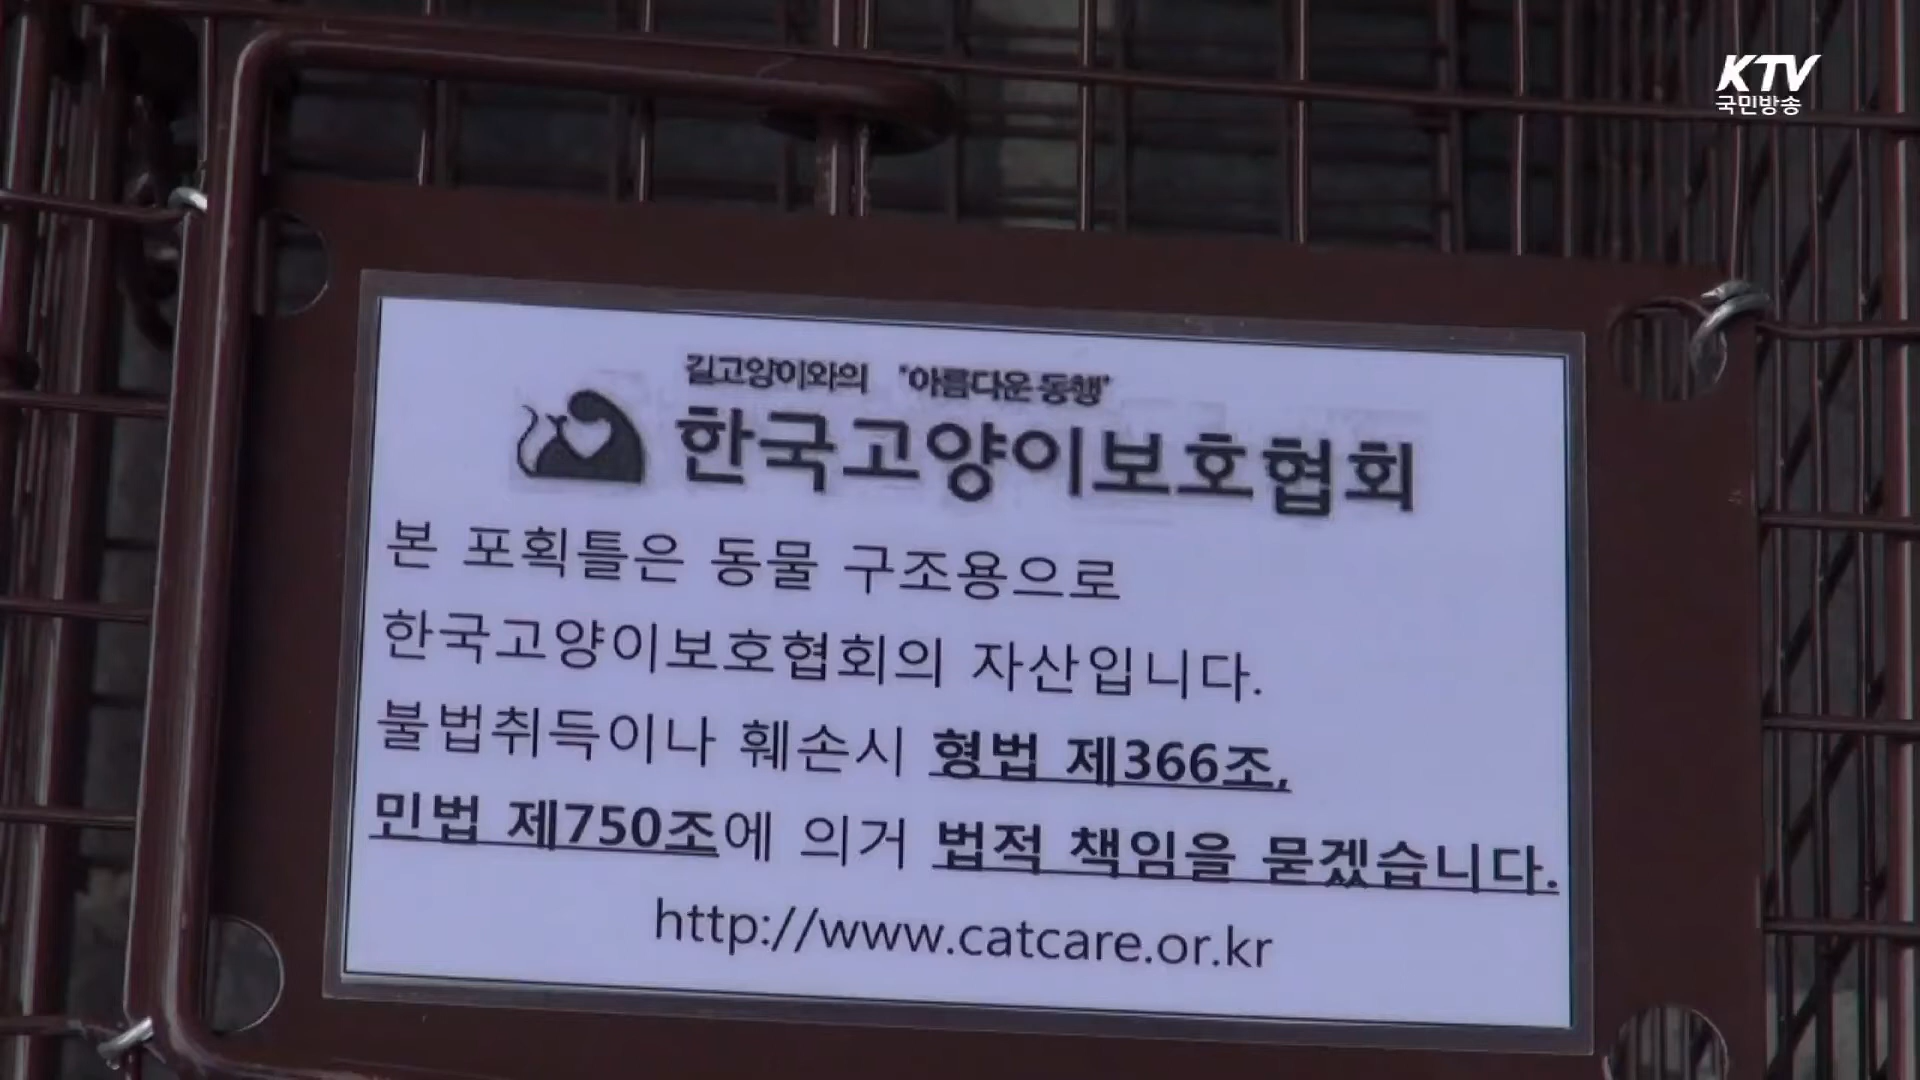 KTV
국민방송
길고양이와의 "아름다운 동행"
한국고양이보호협회
본 포획틀은 동물 구조용으로
한국고양이보호협회의 자산입니다.
불법취득이나 훼손시 형법 제366조,
민법 제750조에 의거 법적 책임을 묻겠습니다.
http://www.catcare.or.kr